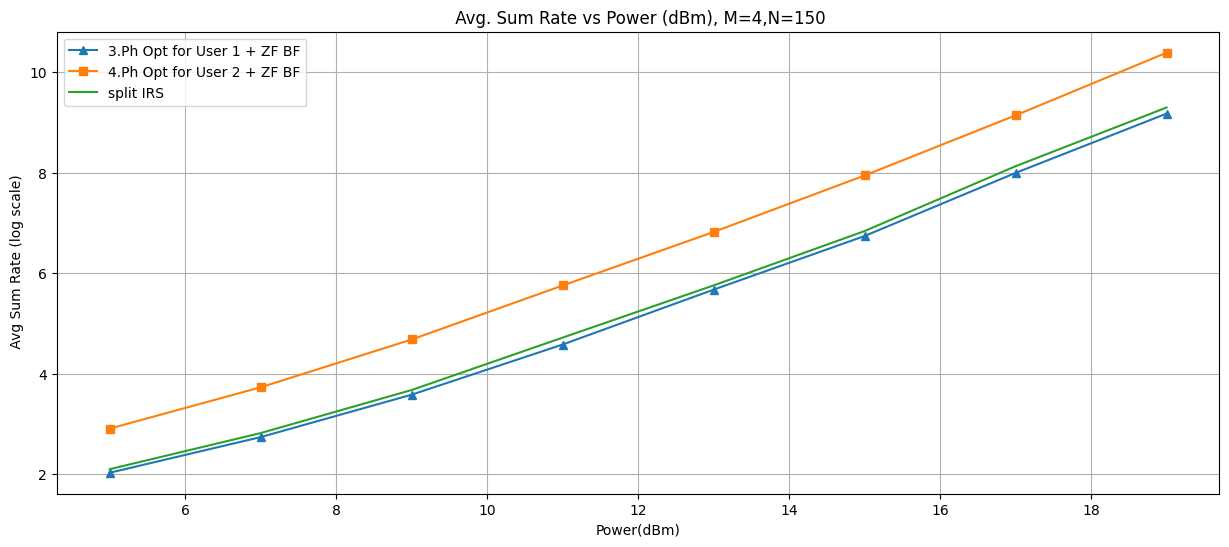 Avg. Sum Rate vs Power (dBm), M=4,N=150
3.Ph Opt for User 1 + ZF BF
4.Ph Opt for User 2 + ZF BF
split IRS
Avg Sum Rate (log scale)
10
8
6
4
2
6
8
10
12
14
16
18
Power(dBm)